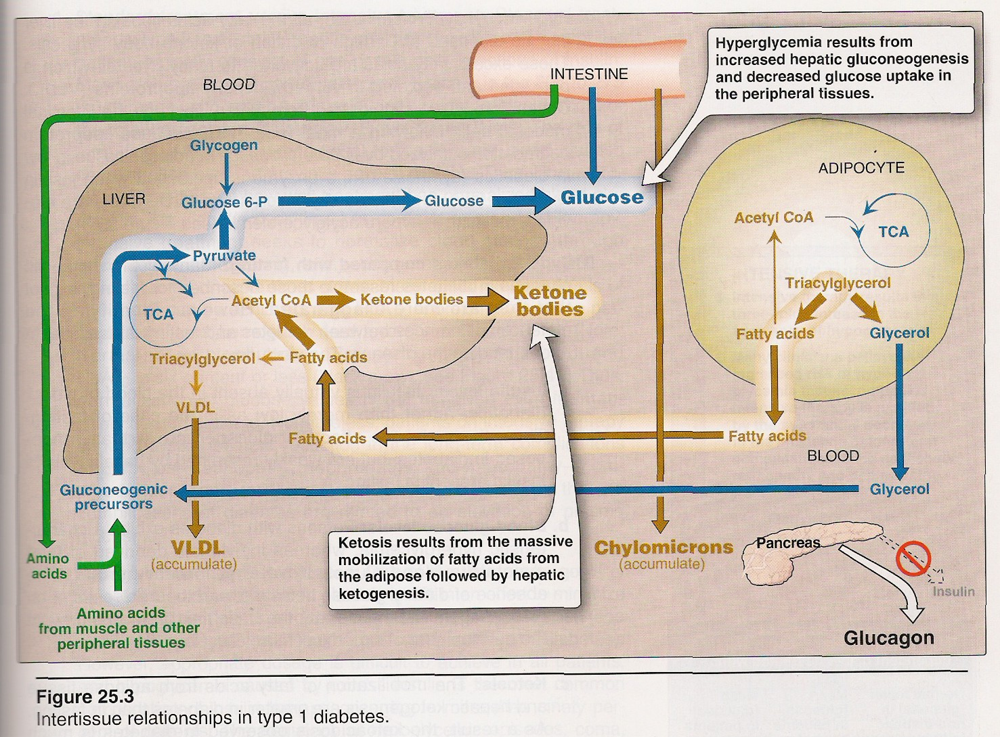 BLOOD
INTESTINE
Hyperglycemia results from
increased hepatic gluconeogenesis
and decreased glucose uptake in
the peripheral tissues.
LIVER
Glycogen
Glucose 6-P
Glucose
Glucose
Pyruvate
TCA
Acetyl CoA
Ketone bodies
Ketone
bodies
Triacylglycerol
Fatty acids
VLDL
Fatty acids
ADIPOCYTE
Acetyl CoA
TCA
Triacylglycerol
Fatty acids
Glycerol
Fatty acids
BLOOD
Glycerol
Gluconeogenic
precursors
Amino
acids
VLDL
(accumulate)
Ketosis results from the massive
mobilization of fatty acids from
the adipose followed by hepatic
ketogenesis.
Chylomicrons
(accumulate)
Pancreas
Insulin
Glucagon
Amino acids
from muscle and other
peripheral tissues
Figure 25.3
Intertissue relationships in type 1 diabetes.